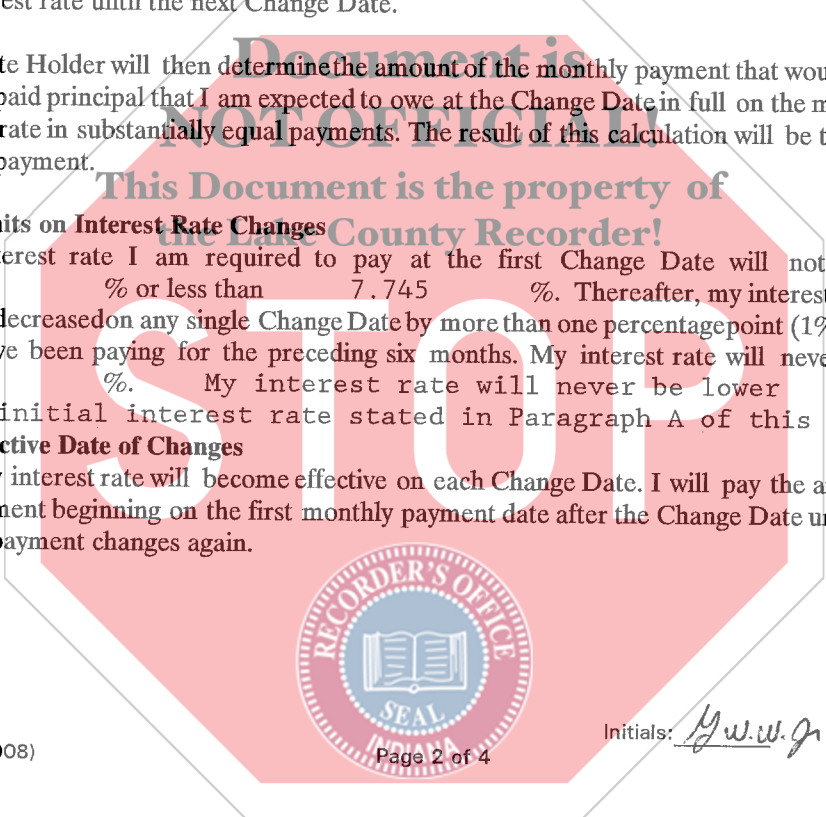 est rate until the next Change Date.
Document is
te Holder will then determine the amount of the monthly payment that wou
paid principal that I am expected to owe at the Change Date in full on the m
NOT OFFICIAL!
rate in substantially equal payments. The result of this calculation will be t
payment.
This Document is the property of
the Lake County Recorder!
its on Interest Rate Changes
erest rate I am required to pay at the first Change Date will not
% or less than 7.745 %. Thereafter, my interes
decreased on any single Change Date by more than one percentage point (1%
ve been paying for the preceding six months. My interest rate will neve
%. My interest rate will never be lower
initial interest rate stated in Paragraph A of this
STOP
ctive Date of Changes
interest rate will become effective on each Change Date. I will pay the a
ment beginning on the first monthly payment date after the Change Date un
payment changes again.
RECORDER'S OFFICE
SEAL
INDIANA
Initials: G W.W. Jr
08)
Page 2 of 4